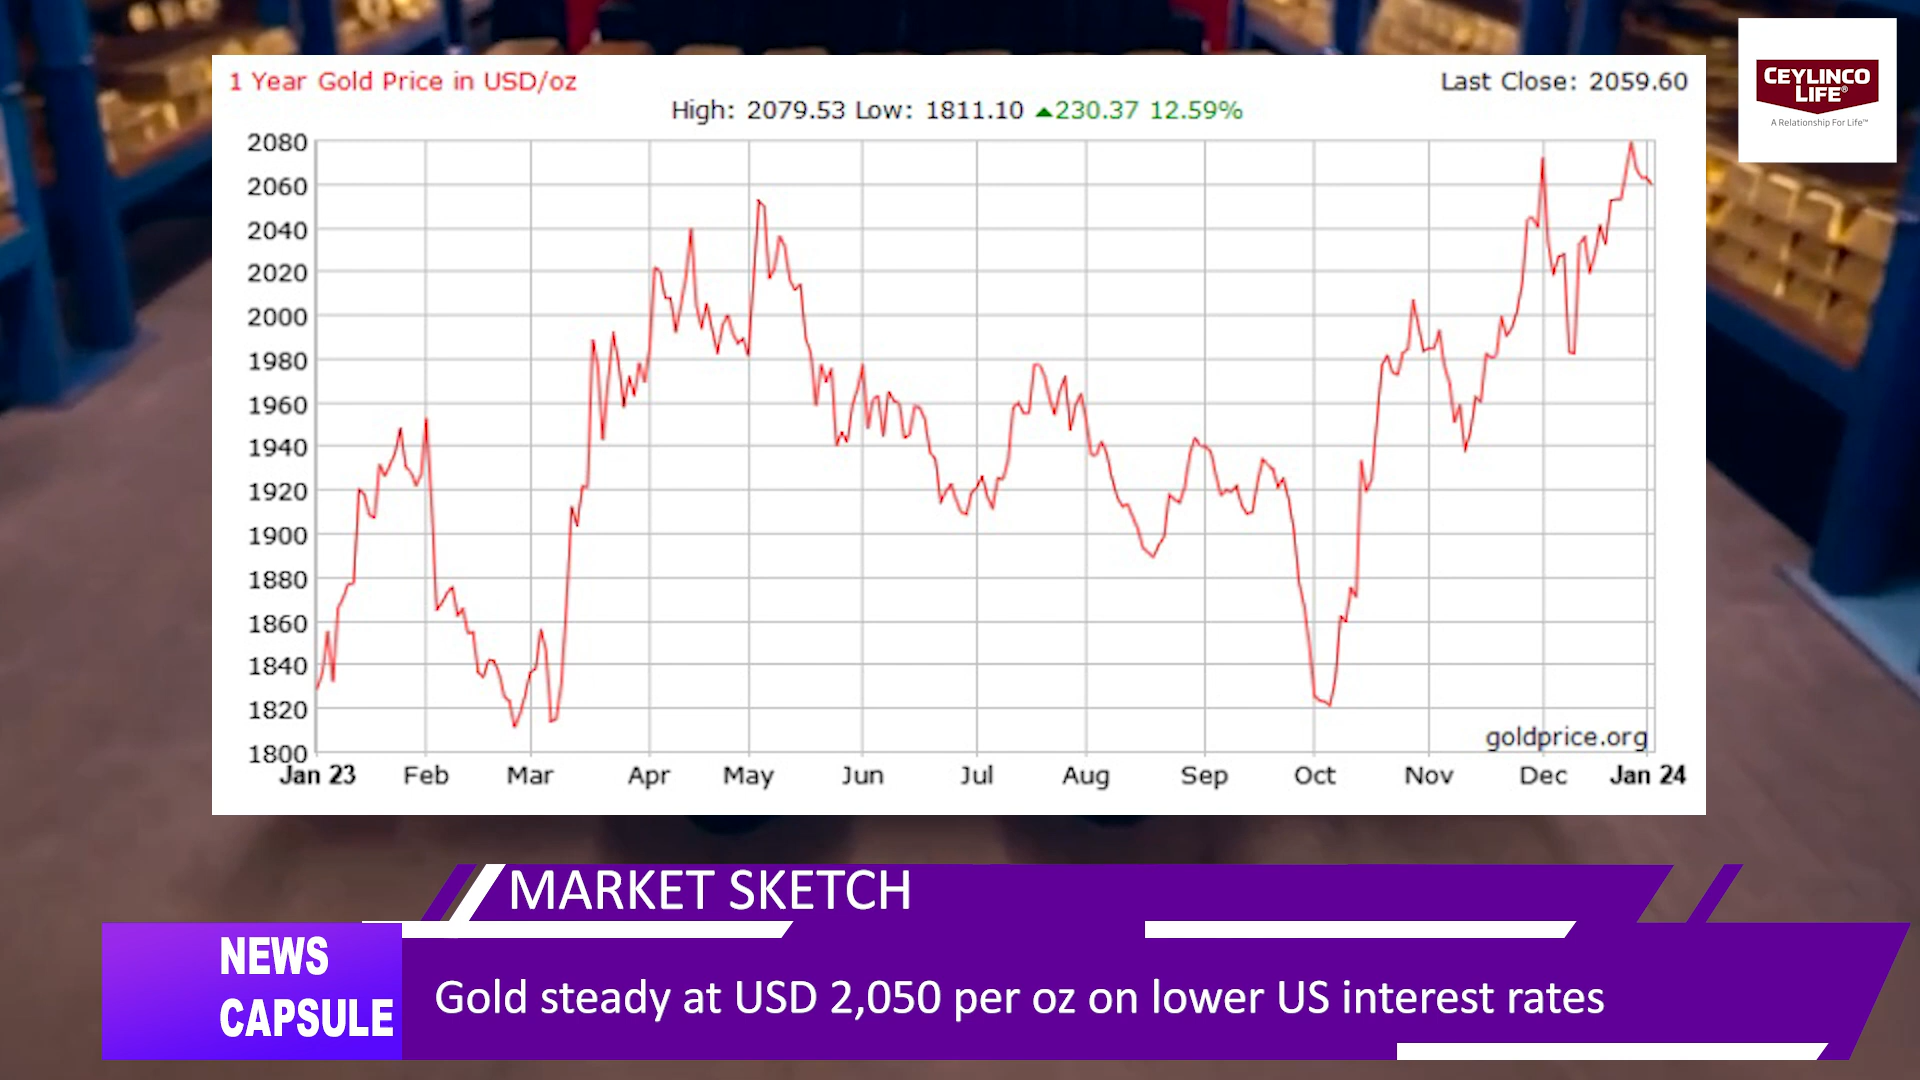 1 Year Gold Price in USD/oz
Last Close: 2059.60
High: 2079.53 Low: 1811.10 ▲230.37 12.59%
CEYLINCO
LIFE®
A Relationship For Life™
2080
2060
2040
2020
2000
1980
1960
1940
1920
1900
1880
1860
1840
1820
1800
goldprice.org
Jan 23 Feb Mar Apr May Jun Jul Aug Sep Oct Nov Dec Jan 24
MARKET SKETCH
NEWS
CAPSULE
Gold steady at USD 2,050 per oz on lower US interest rates